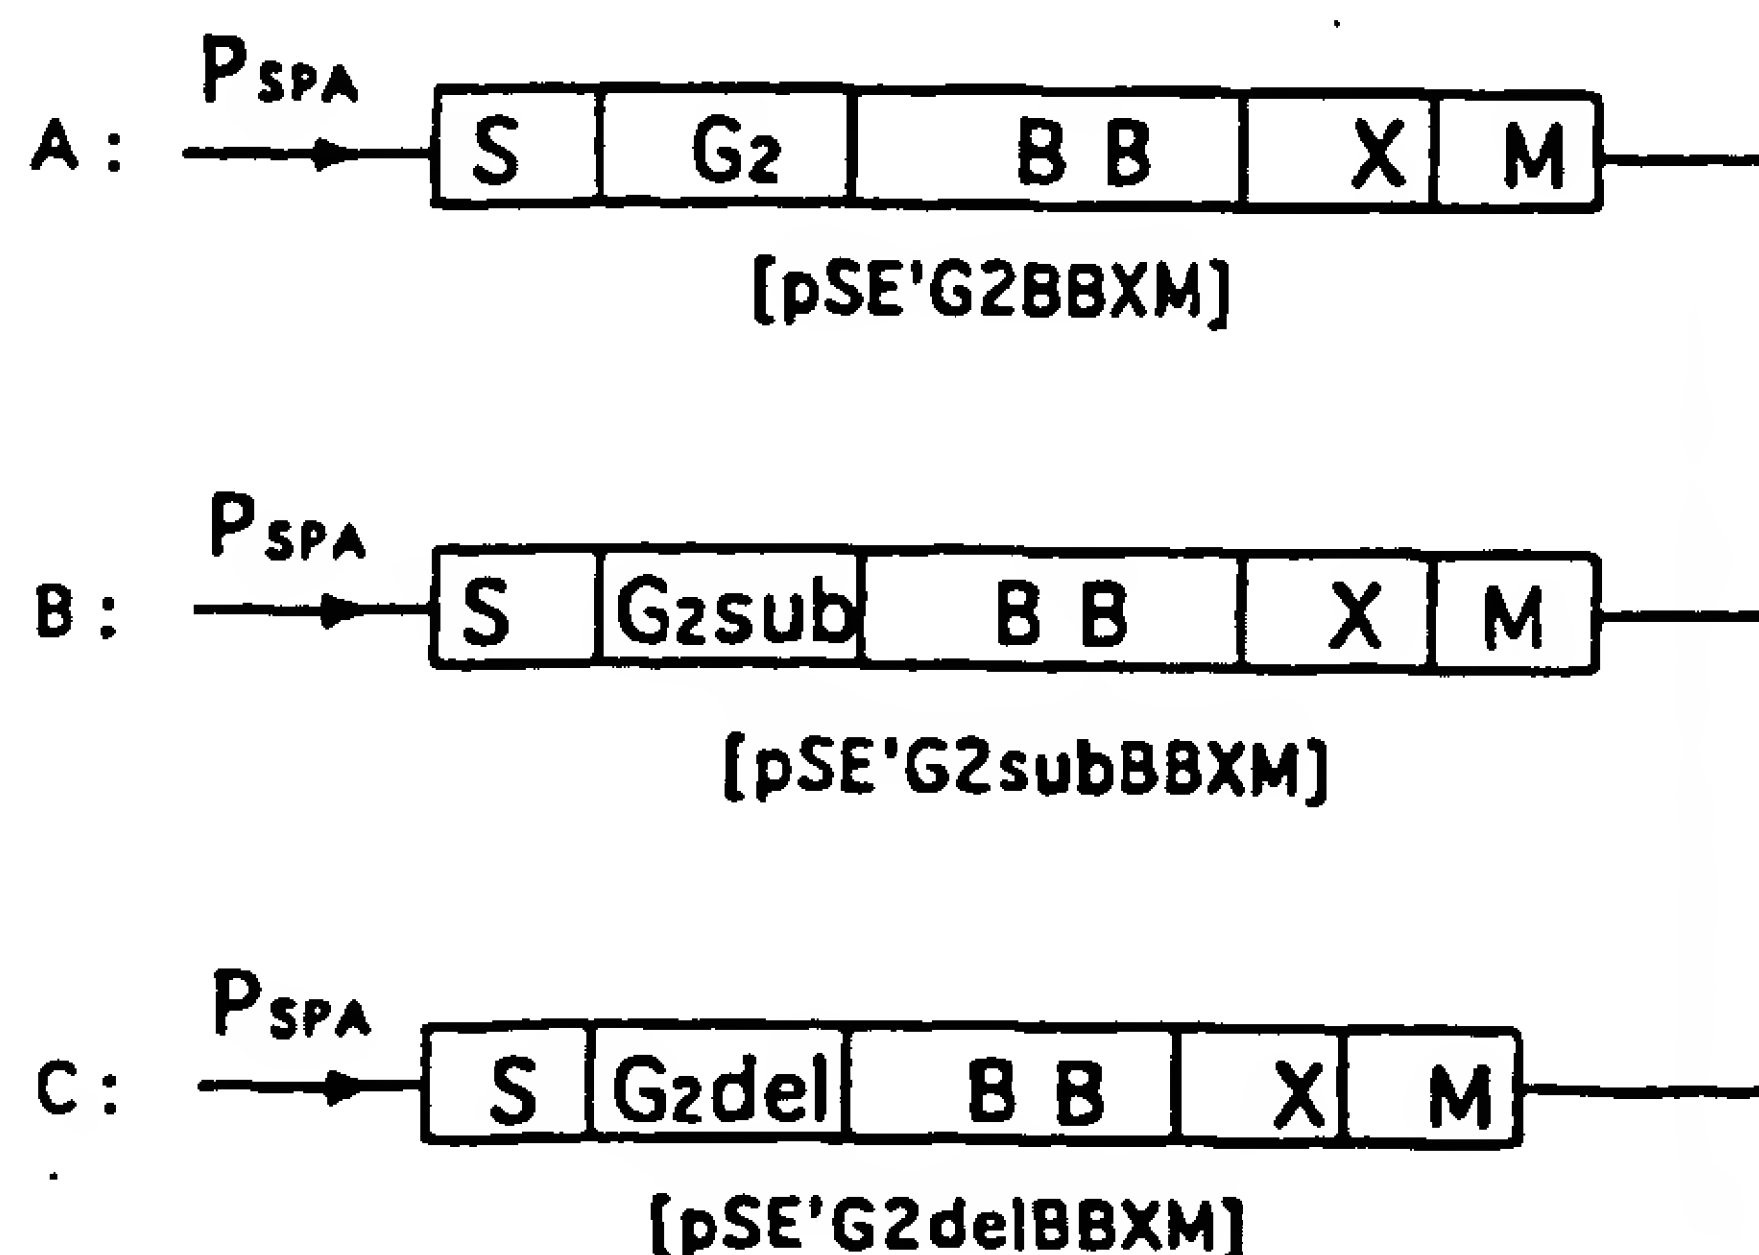 PSPA
A: S G2 B B X M
[pSE'G2BBXM]
PSPA
B: S G2sub B B X M
[pSE'G2subBBXM]
PSPA
C: S G2del B B X M
[pSE'G2delBBXM]